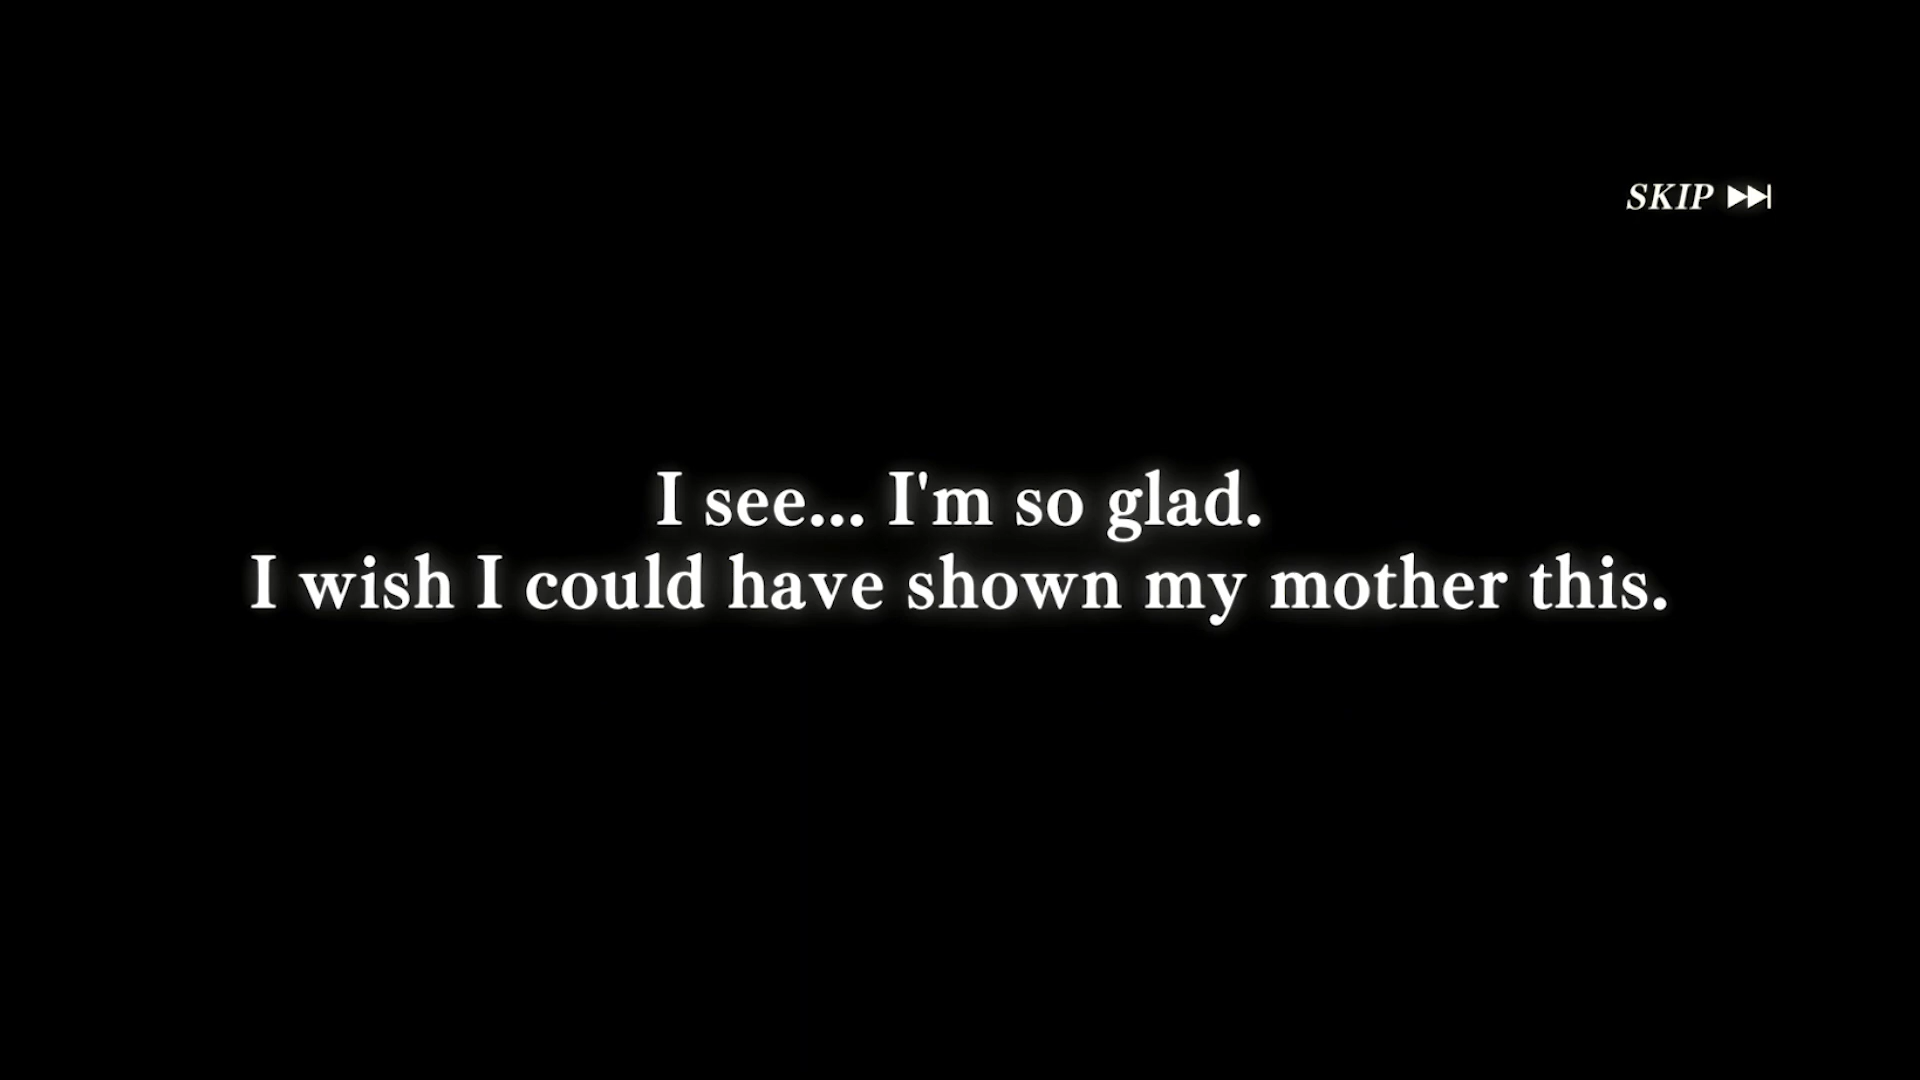 SKIP
I see... I'm so glad.
I wish I could have shown my mother this.